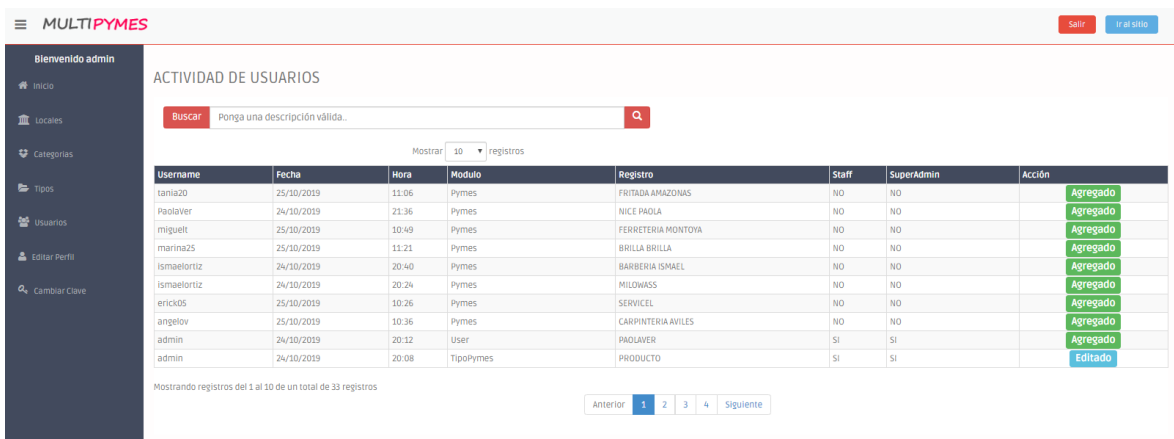 MULTIPYMES
Salir
Ir al sitio
Bienvenido admin
Inicio
Locales
Categorias
Tipos
Usuarios
Editar Perfil
Cambiar Clave
ACTIVIDAD DE USUARIOS
Buscar Ponga una descripción válida..
Mostrar 10 registros
Username Fecha Hora Modulo Registro Staff SuperAdmin Acción
tania20 25/10/2019 11:06 Pymes FRITADA AMAZONAS NO NO Agregado
PaolaVer 24/10/2019 21:36 Pymes NICE PAOLA NO NO Agregado
miguelt 25/10/2019 10:49 Pymes FERRETERIA MONTOYA NO NO Agregado
marina25 25/10/2019 11:21 Pymes BRILLA BRILLA NO NO Agregado
ismaelortiz 24/10/2019 20:40 Pymes BARBERIA ISMAEL NO NO Agregado
ismaelortiz 24/10/2019 20:24 Pymes MILOWASS NO NO Agregado
erick05 25/10/2019 10:26 Pymes SERVICEL NO NO Agregado
angelov 25/10/2019 10:36 Pymes CARPINTERIA AVILES NO NO Agregado
admin 24/10/2019 20:12 User PAOLAVER SI SI Agregado
admin 24/10/2019 20:08 TipoPymes PRODUCTO SI SI Editado
Mostrando registros del 1 al 10 de un total de 33 registros
Anterior 1 2 3 4 Siguiente